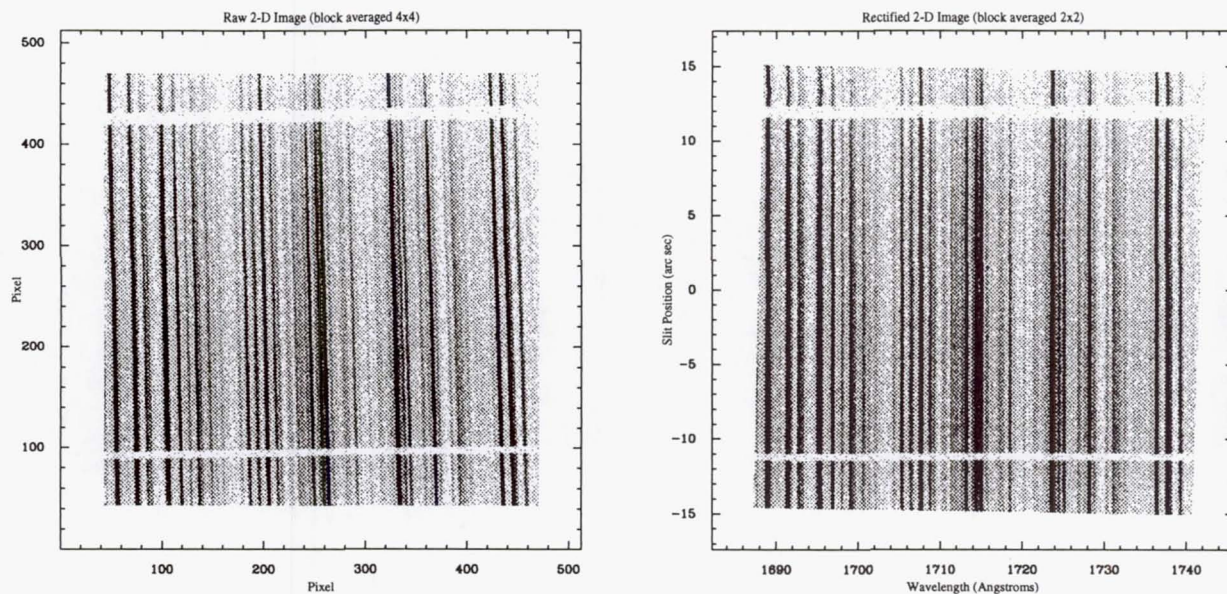 Raw 2-D Image (block averaged 4x4)
500
400
300
200
100
Pixel
100 200 300 400 500
Pixel
Rectified 2-D Image (block averaged 2x2)
15
10
5
0
−5
−10
−15
Slit Position (arc sec)
1690 1700 1710 1720 1730 1740
Wavelength (Angstroms)